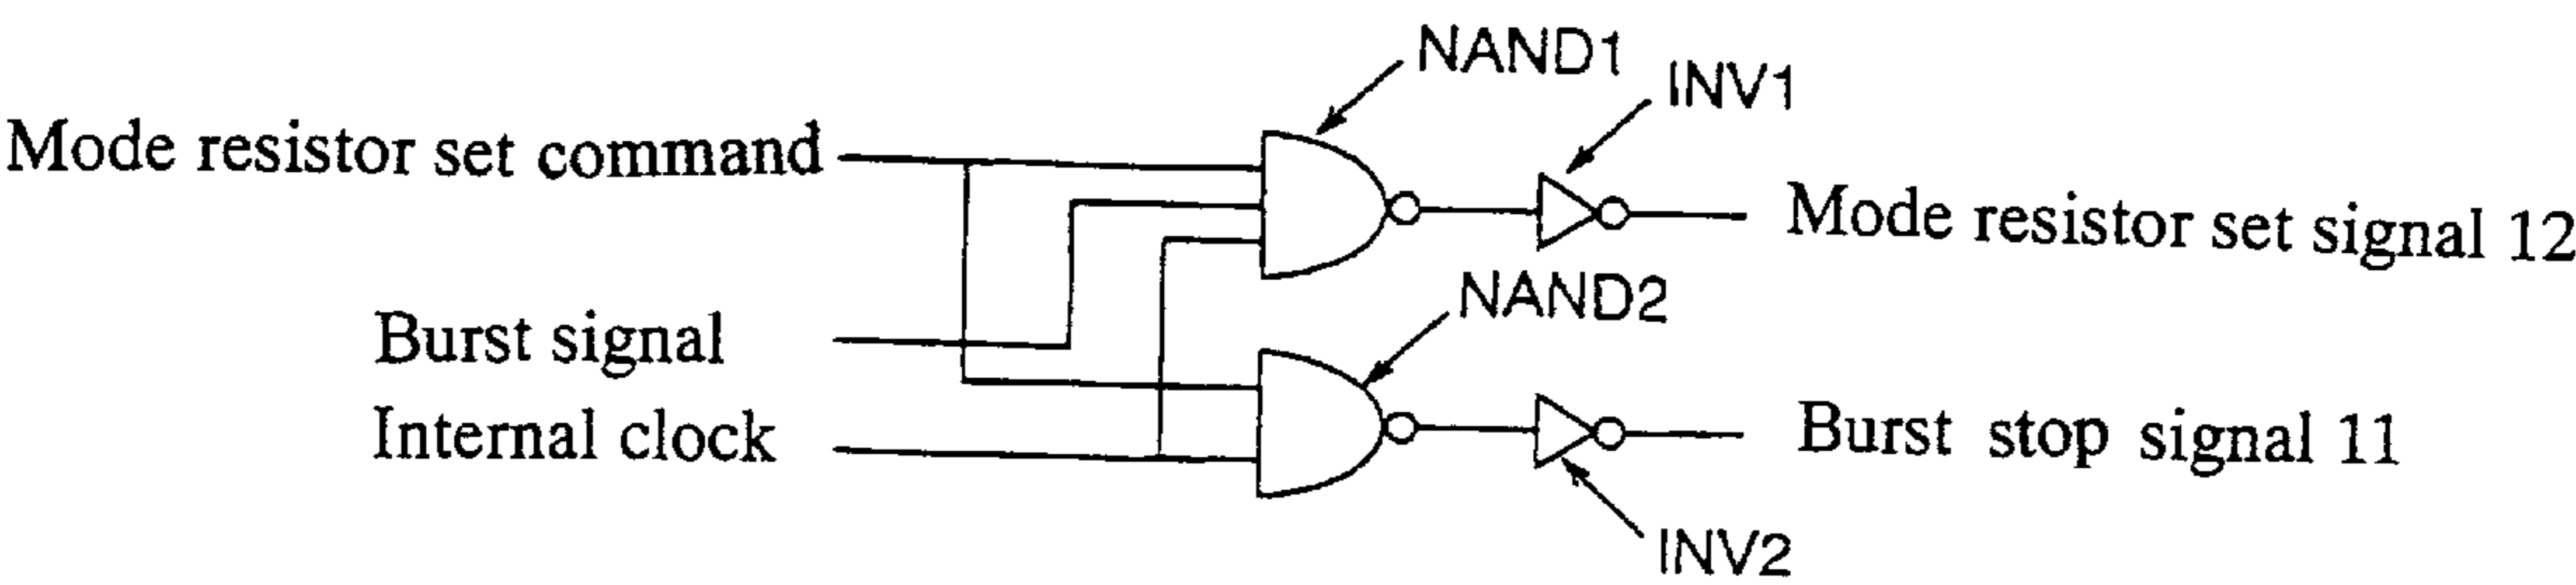 NAND1
INV1
Mode resistor set command
Mode resistor set signal 12
NAND2
Burst signal
Internal clock
Burst stop signal 11
INV2